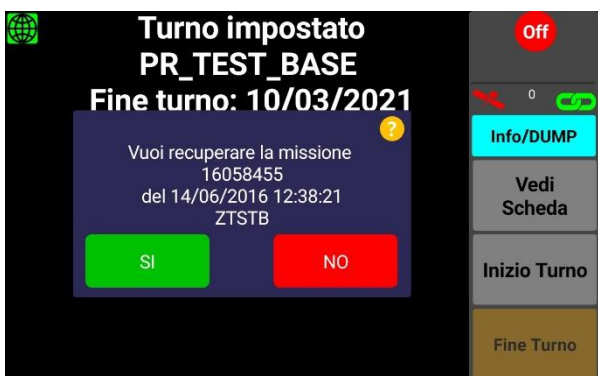 Turno impostato
PR_TEST_BASE
Fine turno: 10/03/2021
?
Vuoi recuperare la missione
16058455
del 14/06/2016 12:38:21
ZTSTB
SI
NO
Off
0
Info/DUMP
Vedi
Scheda
Inizio Turno
Fine Turno